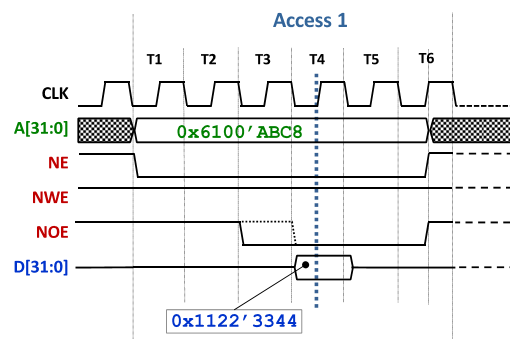 Access 1
T1 T2 T3 T4 T5 T6
CLK
A[31:0] 0x6100'ABC8
NE
NWE
NOE
D[31:0]
0x1122'3344